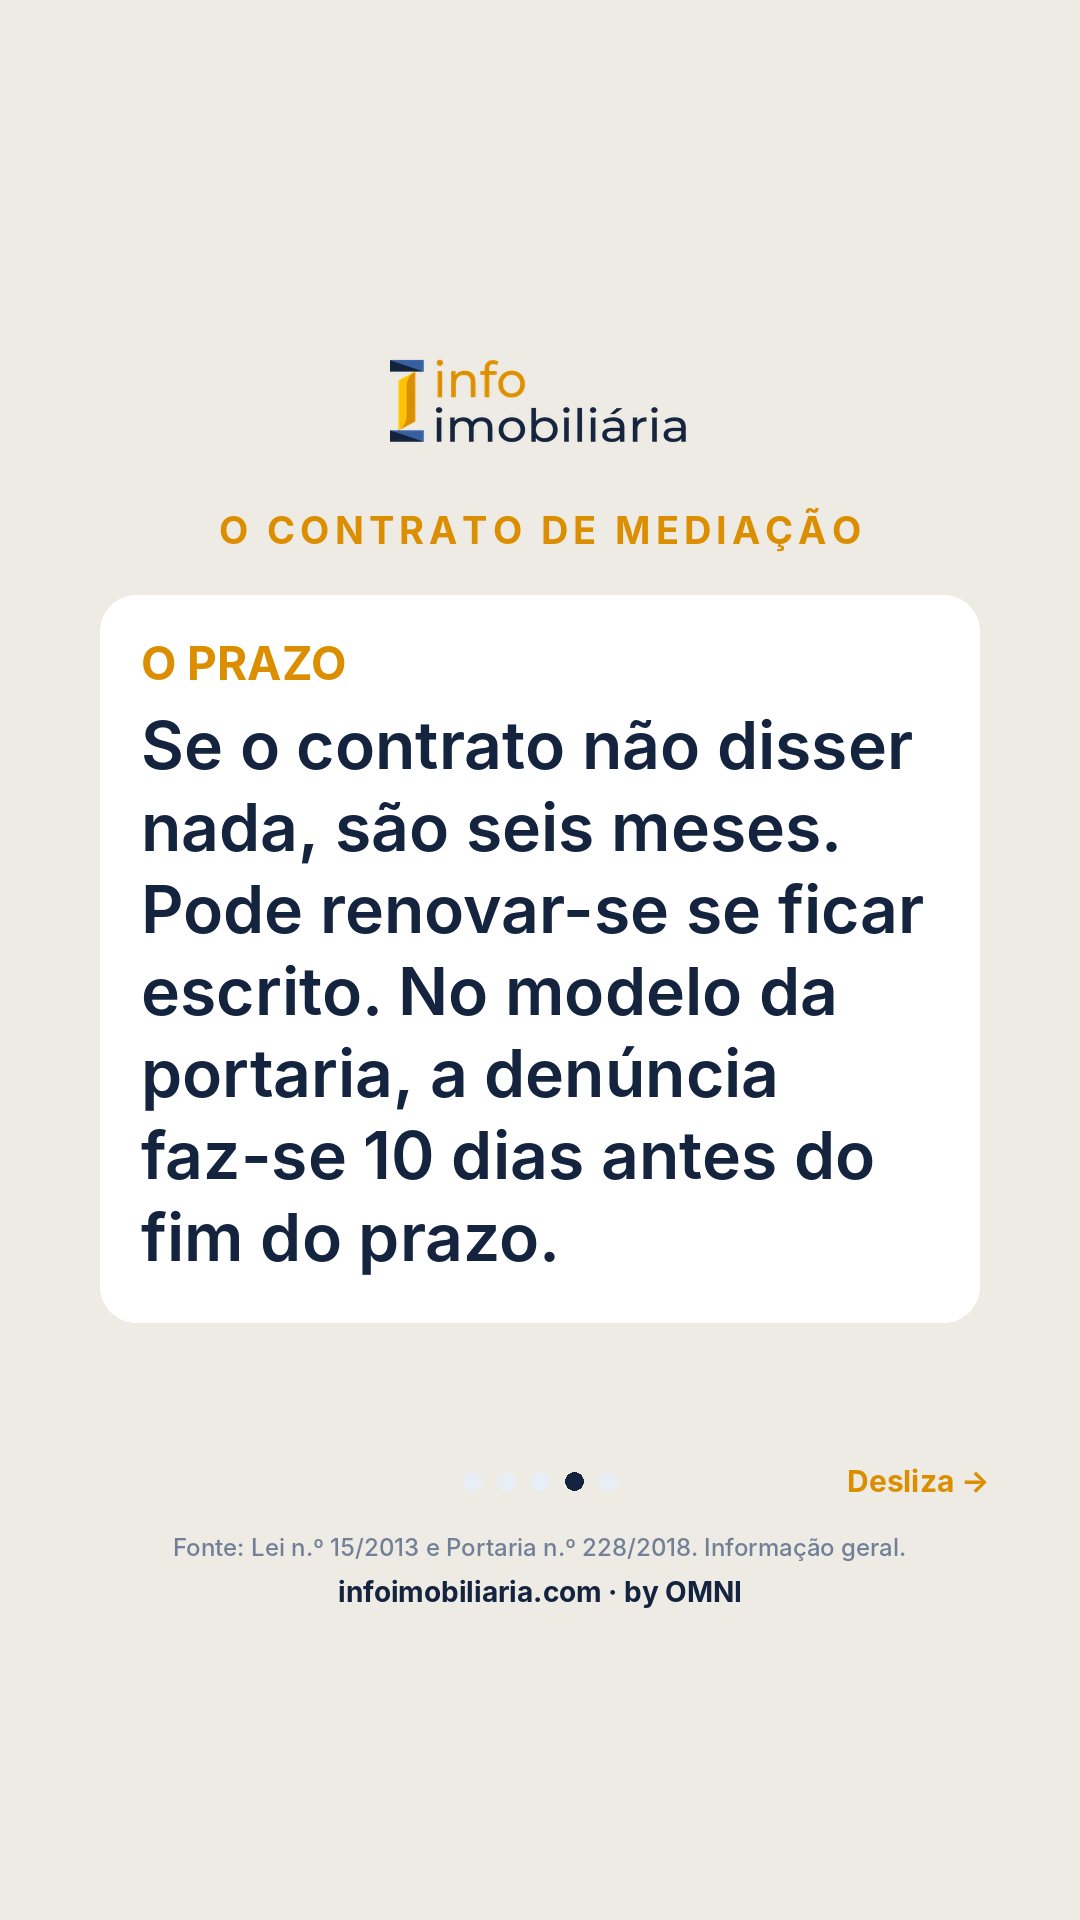 info
imobiliária
O CONTRATO DE MEDIAÇÃO
O PRAZO
Se o contrato não disser
nada, são seis meses.
Pode renovar-se se ficar
escrito. No modelo da
portaria, a denúncia
faz-se 10 dias antes do
fim do prazo.
Desliza →
Fonte: Lei n.º 15/2013 e Portaria n.º 228/2018. Informação geral.
infoimobiliaria.com · by OMNI